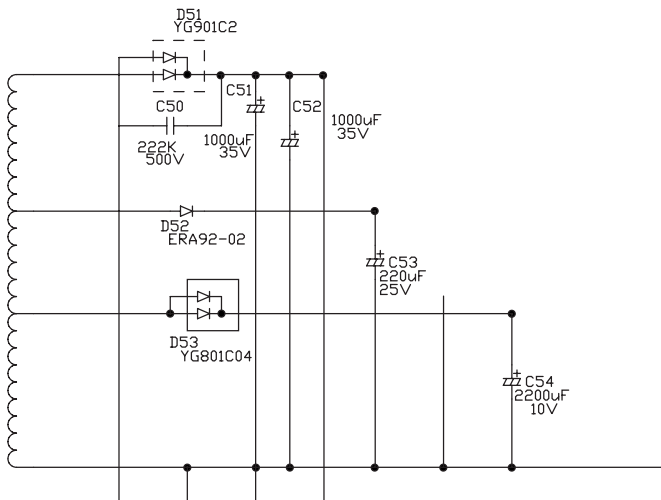 D51
YG901C2
C50
222K
500V
C51
1000uF
35V
C52
1000uF
35V
D52
ERA92-02
C53
220uF
25V
D53
YG801C04
C54
2200uF
10V